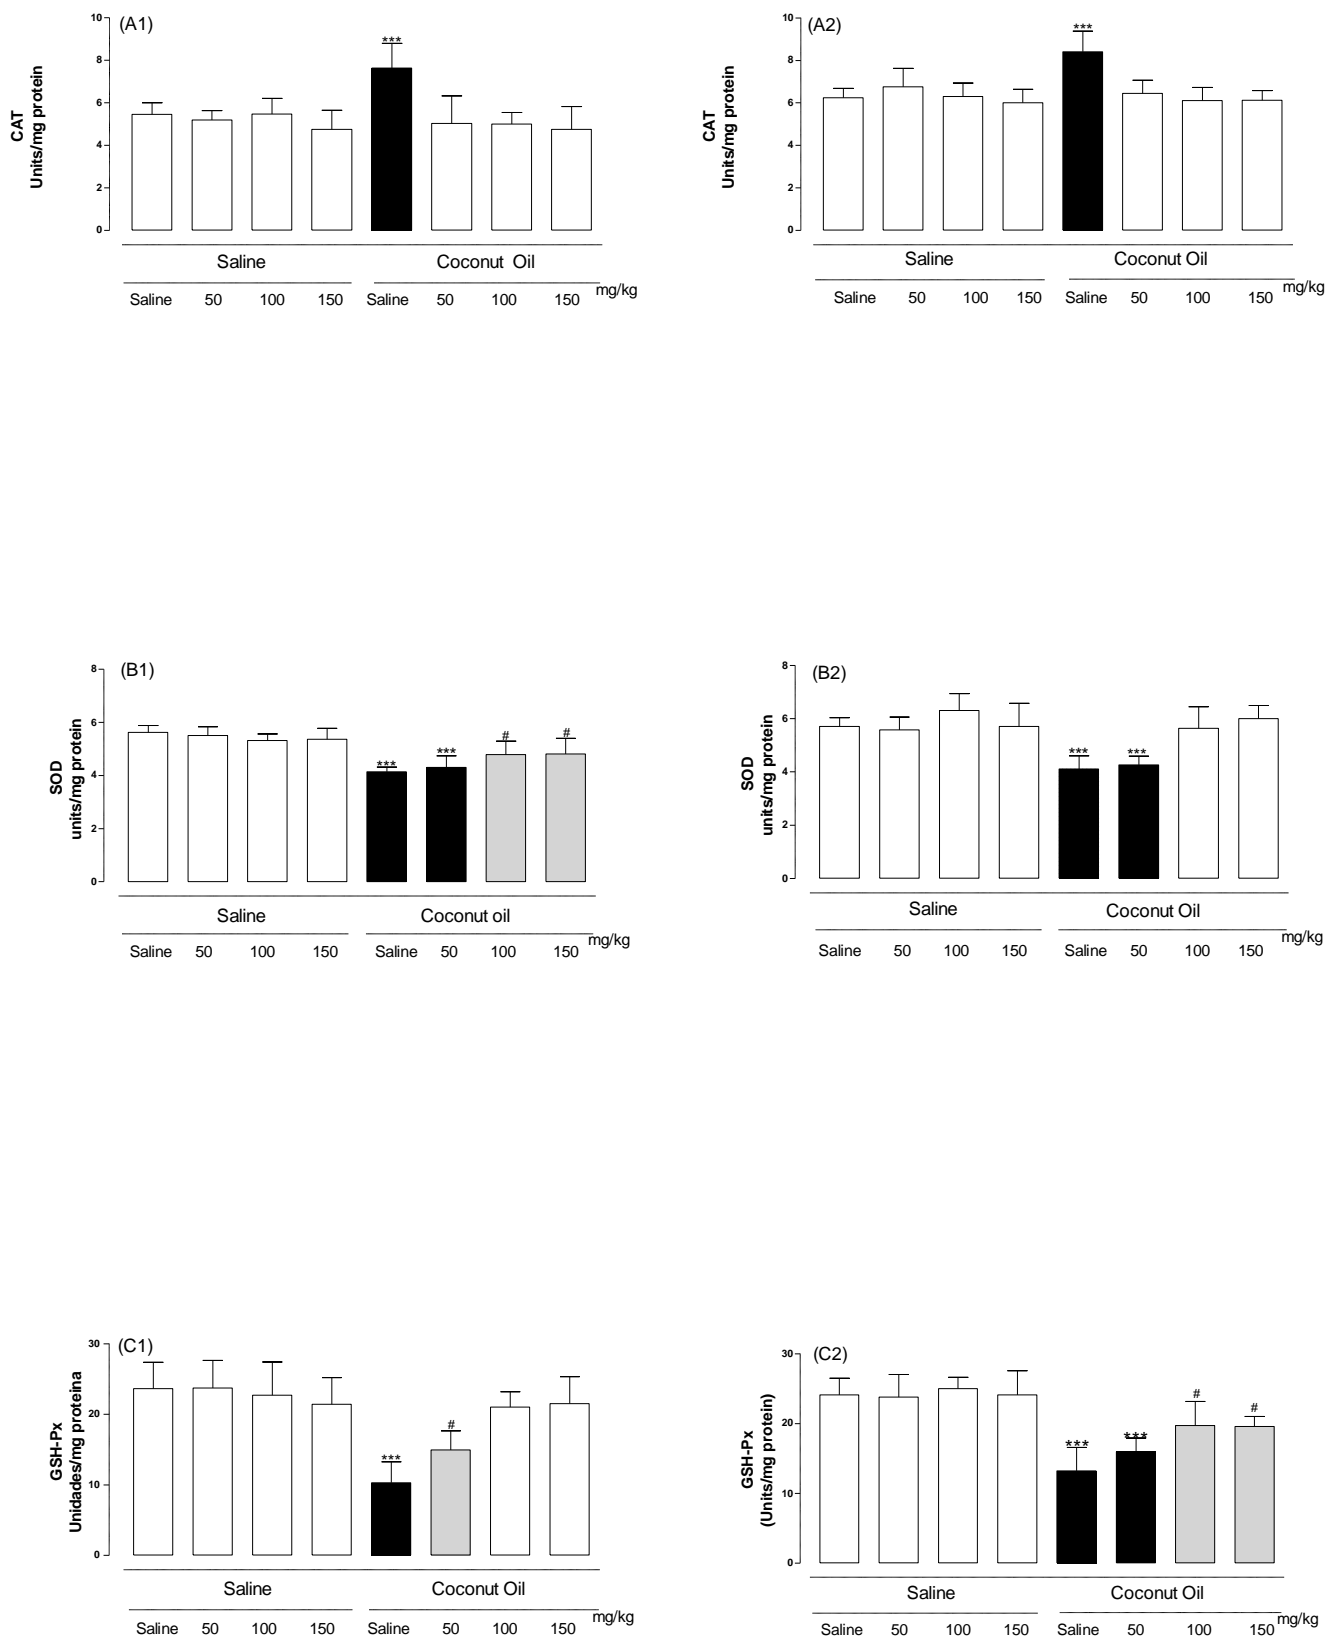 (A1)
10
8
6
4
2
0
CAT
Units/mg protein
***
Saline
Coconut Oil
Saline 50 100 150 Saline 50 100 150 mg/kg
(A2)
10
8
6
4
2
0
CAT
Units/mg protein
***
Saline
Coconut Oil
Saline 50 100 150 Saline 50 100 150 mg/kg
(B1)
8
6
4
2
0
SOD
units/mg protein
*** *** # #
Saline
Coconut oil
Saline 50 100 150 Saline 50 100 150 mg/kg
(B2)
8
6
4
2
0
SOD
units/mg protein
*** ***
Saline
Coconut Oil
Saline 50 100 150 Saline 50 100 150 mg/kg
(C1)
30
20
10
0
GSH-Px
Unidades/mg proteina
*** #
Saline
Coconut Oil
Saline 50 100 150 Saline 50 100 150 mg/kg
(C2)
30
20
10
0
GSH-Px
(Units/mg protein)
*** *** # #
Saline
Coconut Oil
Saline 50 100 150 Saline 50 100 150 mg/kg